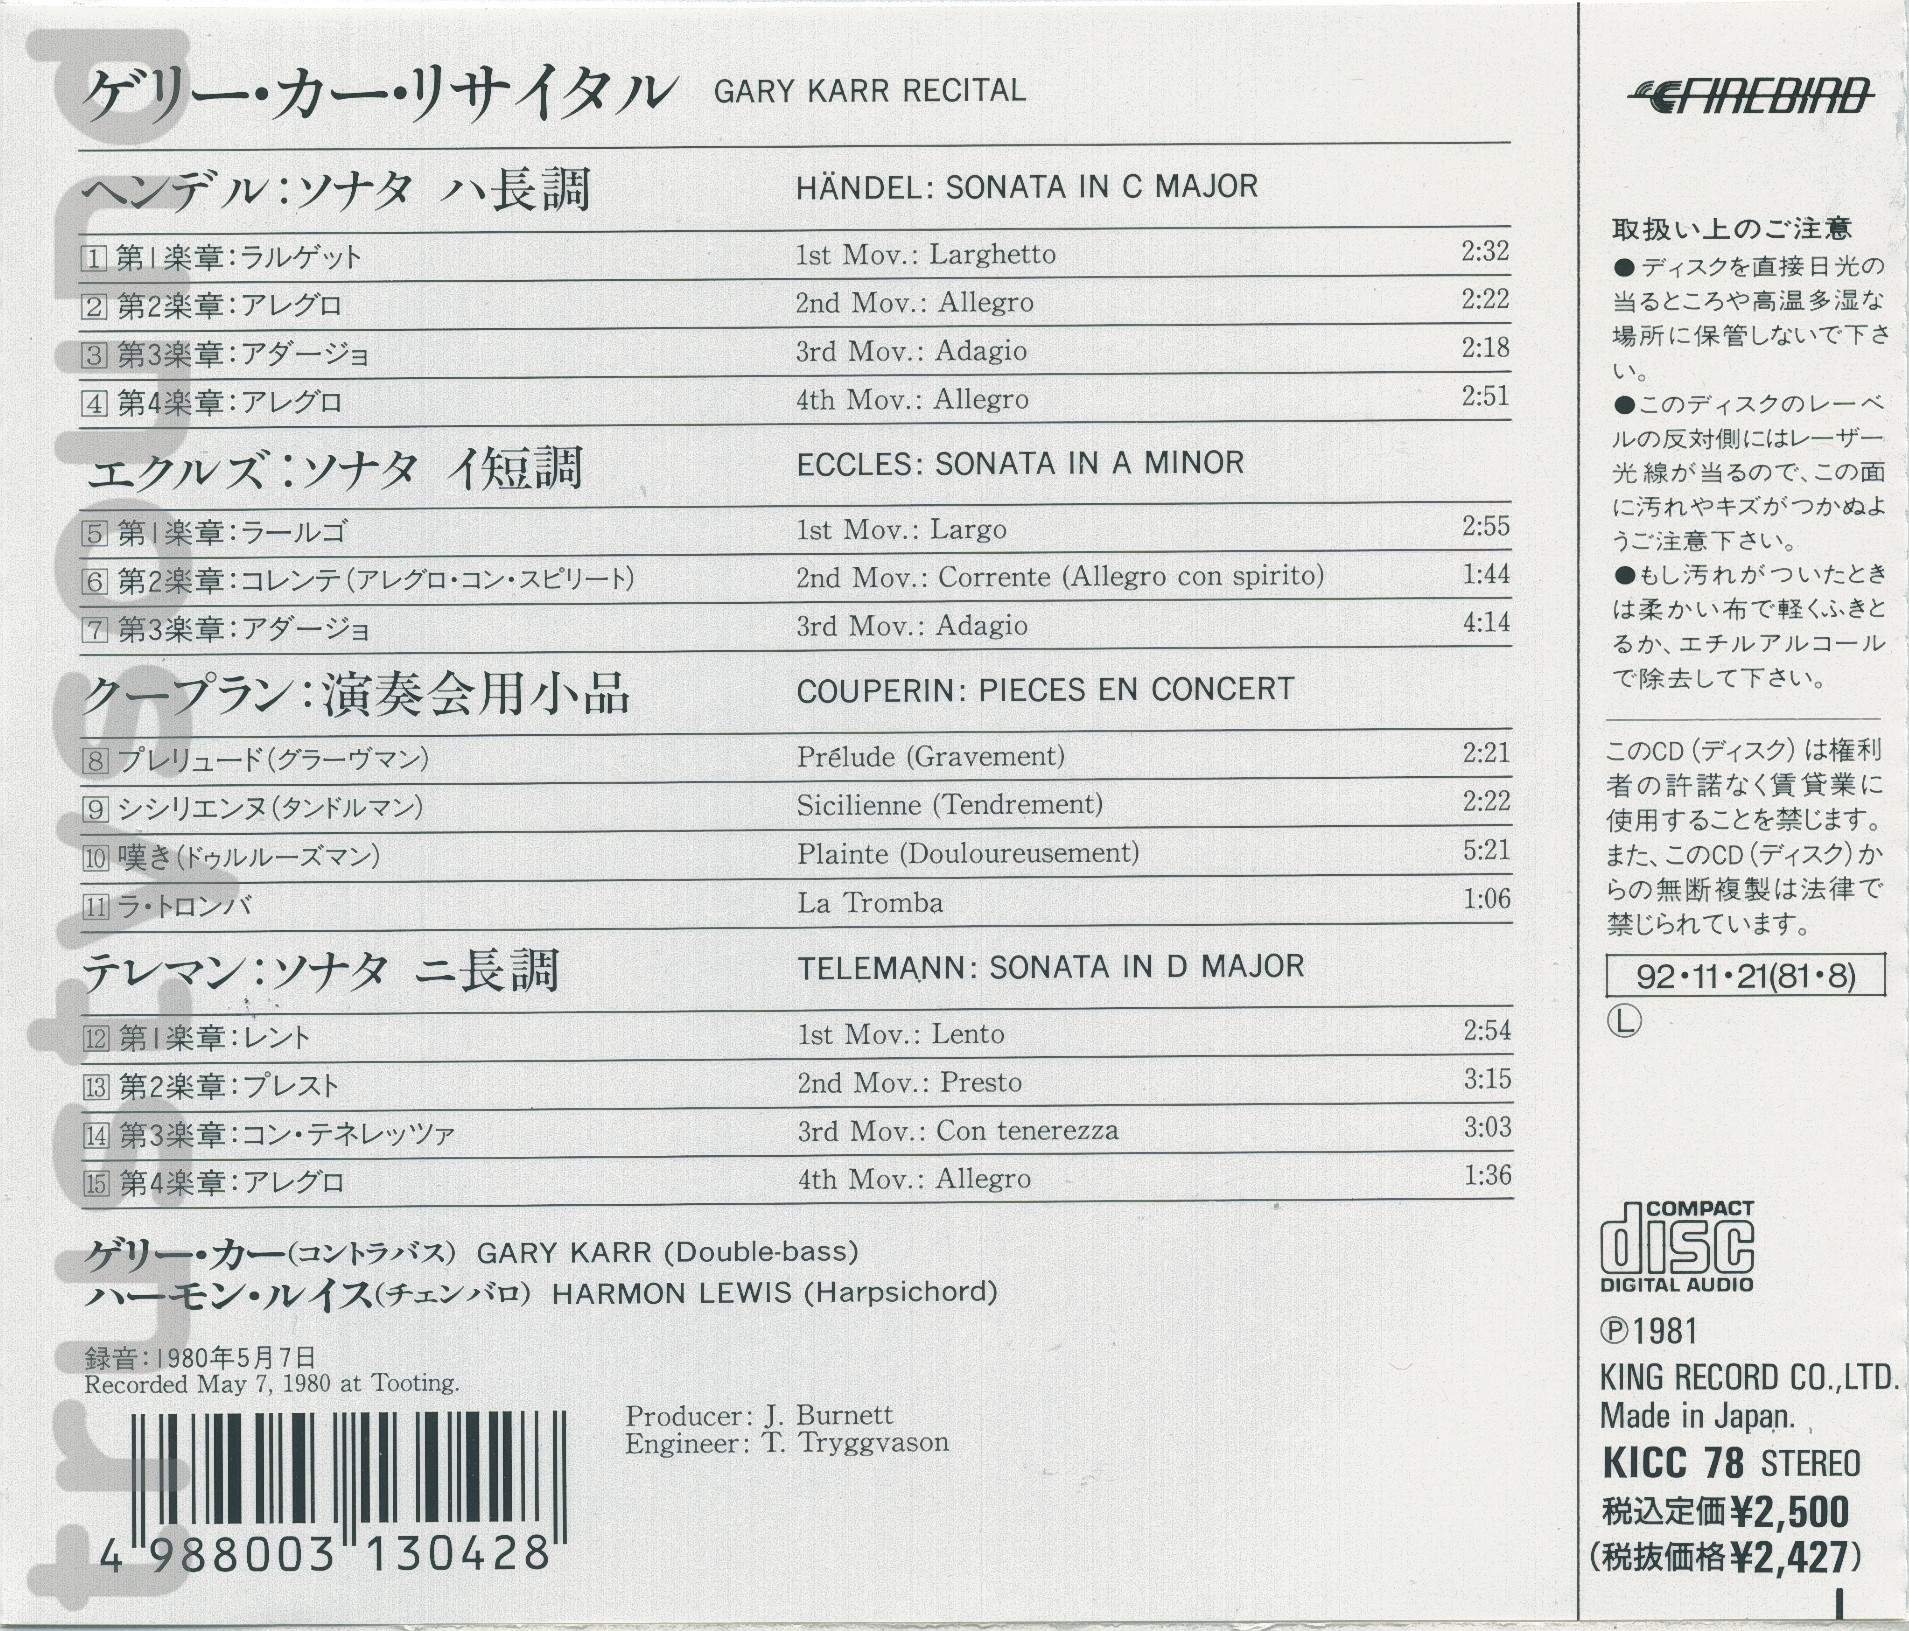 ゲリー・カー・リサイタル GARY KARR RECITAL
ヘンデル：ソナタ ハ長調 HÄNDEL: SONATA IN C MAJOR
1 第1楽章：ラルゲット 1st Mov.: Larghetto 2:32
2 第2楽章：アレグロ 2nd Mov.: Allegro 2:22
3 第3楽章：アダージョ 3rd Mov.: Adagio 2:18
4 第4楽章：アレグロ 4th Mov.: Allegro 2:51
エクルズ：ソナタ イ短調 ECCLES: SONATA IN A MINOR
5 第1楽章：ラールゴ 1st Mov.: Largo 2:55
6 第2楽章：コレンテ（アレグロ・コン・スピリート） 2nd Mov.: Corrente (Allegro con spirito) 1:44
7 第3楽章：アダージョ 3rd Mov.: Adagio 4:14
クープラン：演奏会用小品 COUPERIN: PIECES EN CONCERT
8 プレリュード（グラーヴマン） Prélude (Gravement) 2:21
9 シシリエンヌ（タンドルマン） Sicilienne (Tendrement) 2:22
10 嘆き（ドゥルルーズマン） Plainte (Douloureusement) 5:21
11 ラ・トロンバ La Tromba 1:06
テレマン：ソナタ ニ長調 TELEMANN: SONATA IN D MAJOR
12 第1楽章：レント 1st Mov.: Lento 2:54
13 第2楽章：プレスト 2nd Mov.: Presto 3:15
14 第3楽章：コン・テネレッツァ 3rd Mov.: Con tenerezza 3:03
15 第4楽章：アレグロ 4th Mov.: Allegro 1:36
ゲリー・カー（コントラバス） GARY KARR (Double-bass)
ハーモン・ルイス（チェンバロ） HARMON LEWIS (Harpsichord)
録音：1980年5月7日
Recorded May 7, 1980 at Tooting.
Producer: J. Burnett
Engineer: T. Tryggvason
4 988003 130428
trustvsound
FIREBIRD
取扱い上のご注意
●ディスクを直接日光の
当るところや高温多湿な
場所に保管しないで下さ
い。
●このディスクのレーベ
ルの反対側にはレーザー
光線が当るので、この面
に汚れやキズがつかぬよ
うご注意下さい。
●もし汚れがついたとき
は柔かい布で軽くふきと
るか、エチルアルコール
で除去して下さい。
このCD（ディスク）は権利
者の許諾なく賃貸業に
使用することを禁じます。
また、このCD（ディスク）か
らの無断複製は法律で
禁じられています。
92・11・21(81・8)
Ⓛ
COMPACT
disc
DIGITAL AUDIO
Ⓟ1981
KING RECORD CO.,LTD.
Made in Japan.
KICC 78 STEREO
税込定価¥2,500
（税抜価格¥2,427）